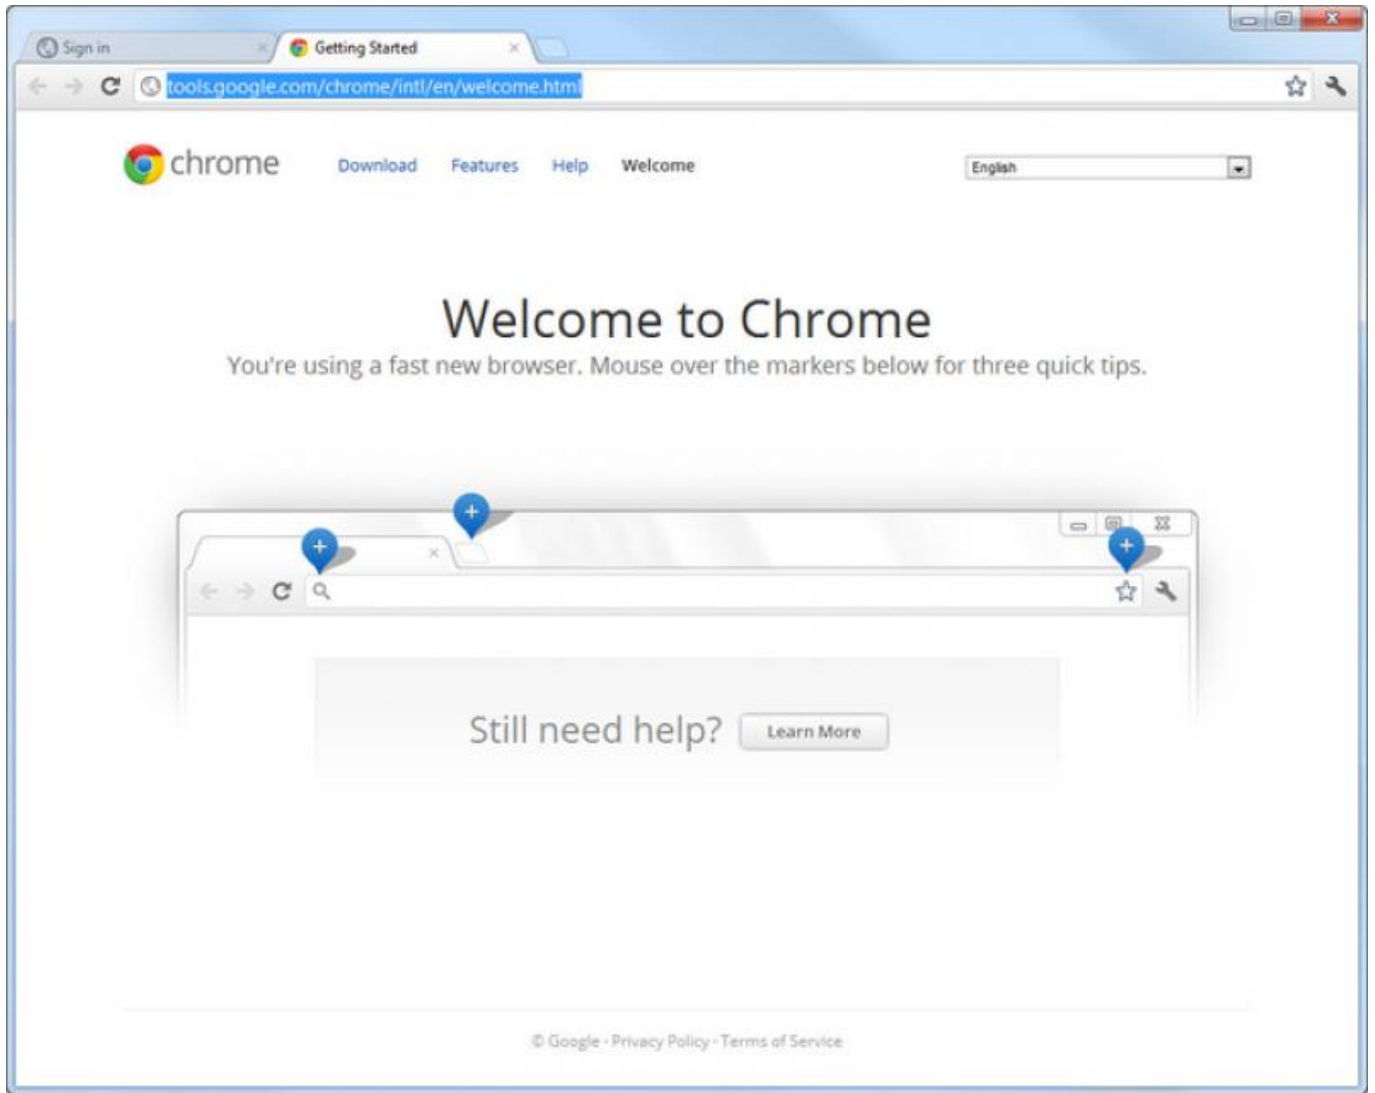 Sign in
Getting Started
tools.google.com/chrome/intl/en/welcome.html
chrome Download Features Help Welcome English
Welcome to Chrome
You're using a fast new browser. Mouse over the markers below for three quick tips.
Still need help? Learn More
© Google - Privacy Policy - Terms of Service